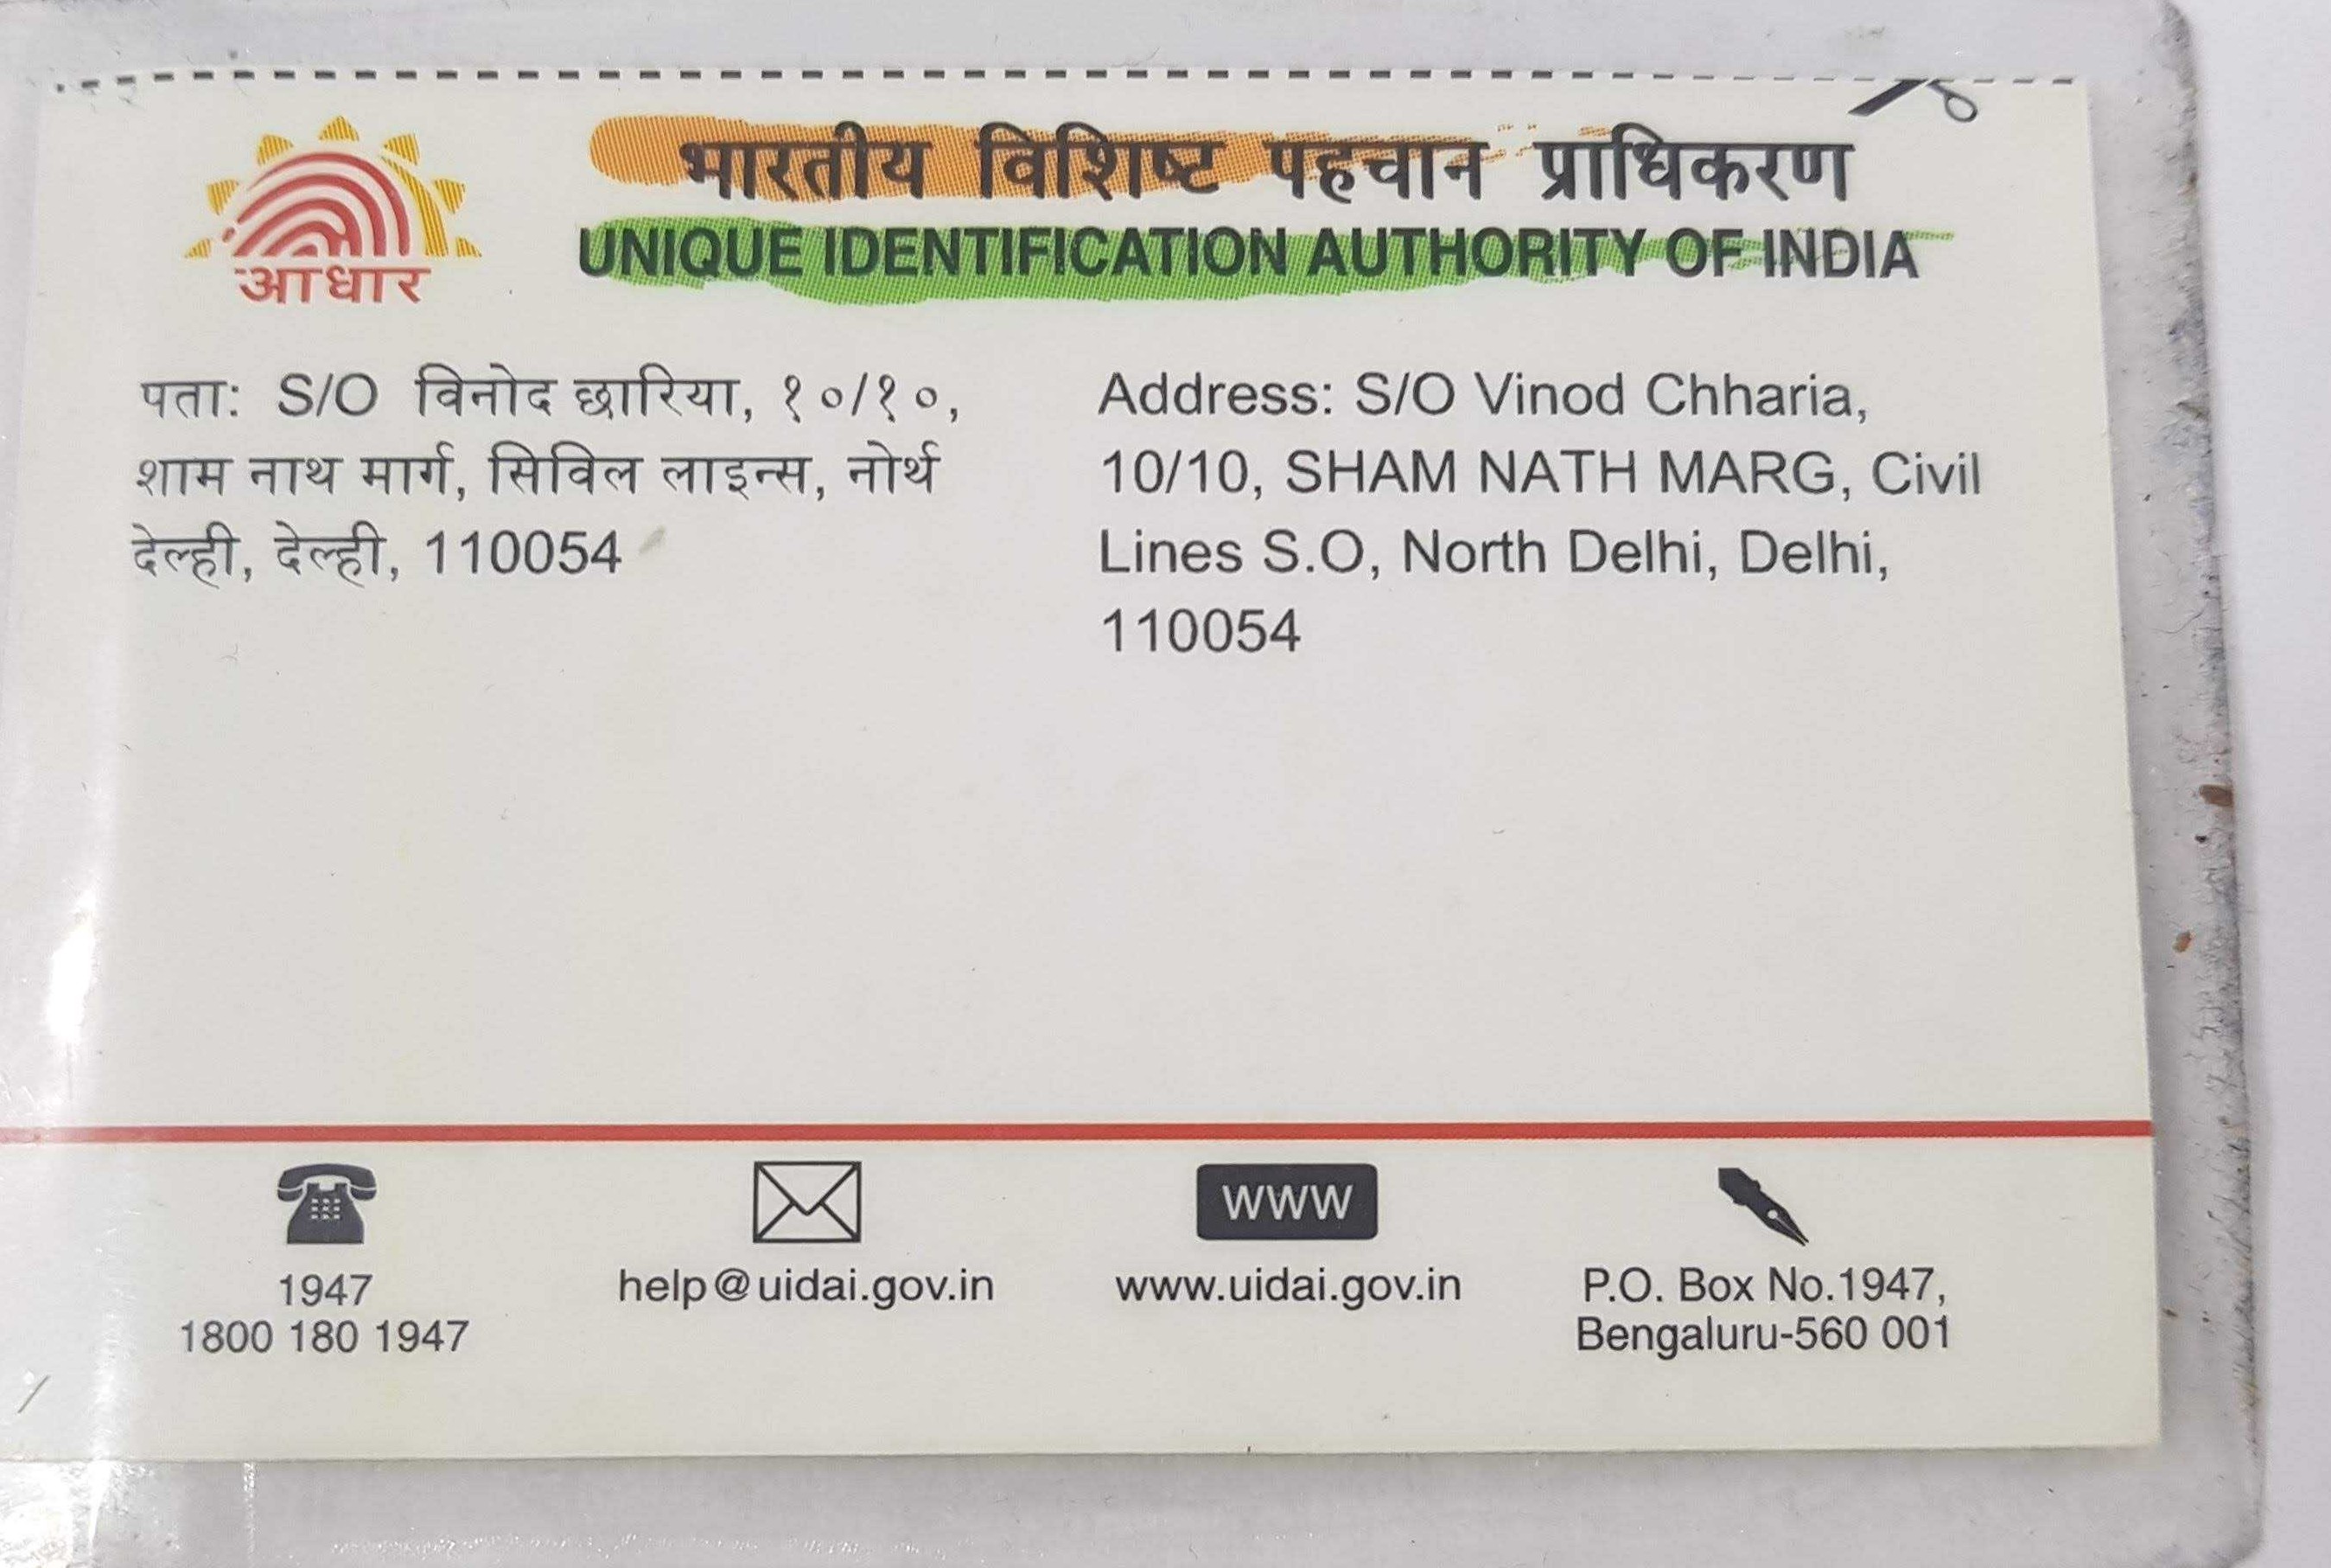 भारतीय विशिष्ट पहचान प्राधिकरण
UNIQUE IDENTIFICATION AUTHORITY OF INDIA
आधार
पता: S/O विनोद छारिया, १०/१०,
शाम नाथ मार्ग, सिविल लाइन्स, नोर्थ
देल्ही, देल्ही, 110054
Address: S/O Vinod Chharia,
10/10, SHAM NATH MARG, Civil
Lines S.O, North Delhi, Delhi,
110054
1947
1800 180 1947
help@uidai.gov.in
WWW
www.uidai.gov.in
P.O. Box No.1947,
Bengaluru-560 001